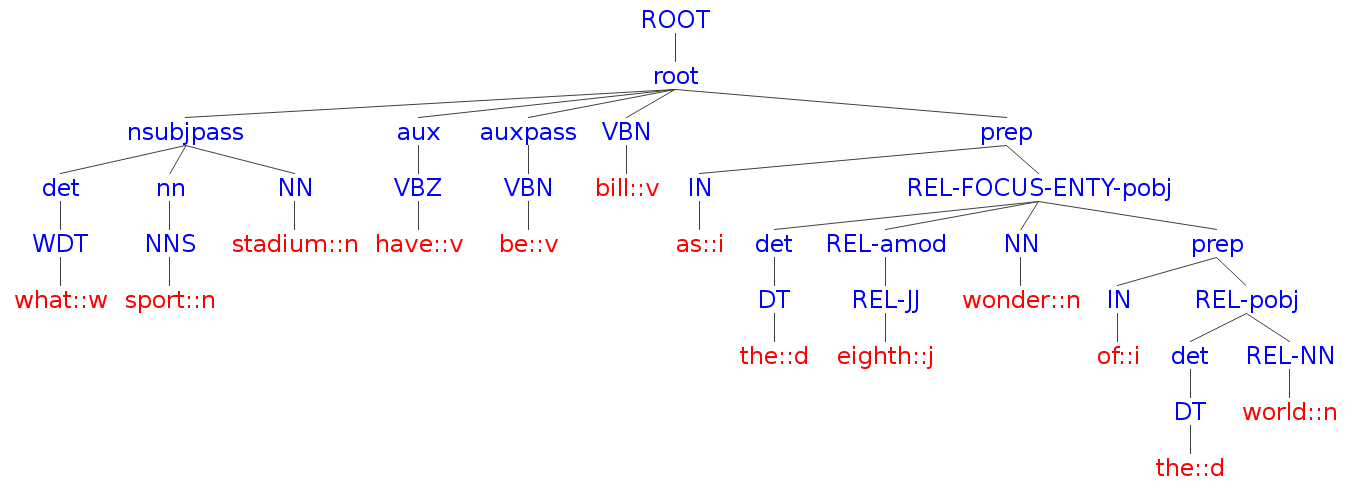 ROOT
root
nsubjpass aux auxpass VBN prep
det nn NN VBZ VBN bill::v IN REL-FOCUS-ENTY-pobj
WDT NNS stadium::n have::v be::v as::i det REL-amod NN prep
what::w sport::n DT REL-JJ wonder::n IN REL-pobj
the::d eighth::j of::i det REL-NN
DT world::n
the::d